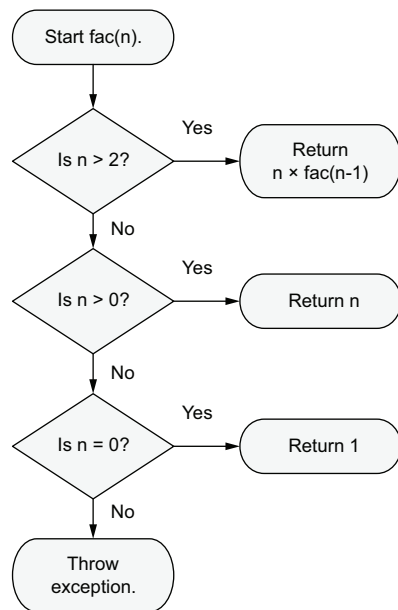 Start fac(n).
Is n > 2?
Yes
Return
n × fac(n-1)
No
Is n > 0?
Yes
Return n
No
Is n = 0?
Yes
Return 1
No
Throw
exception.